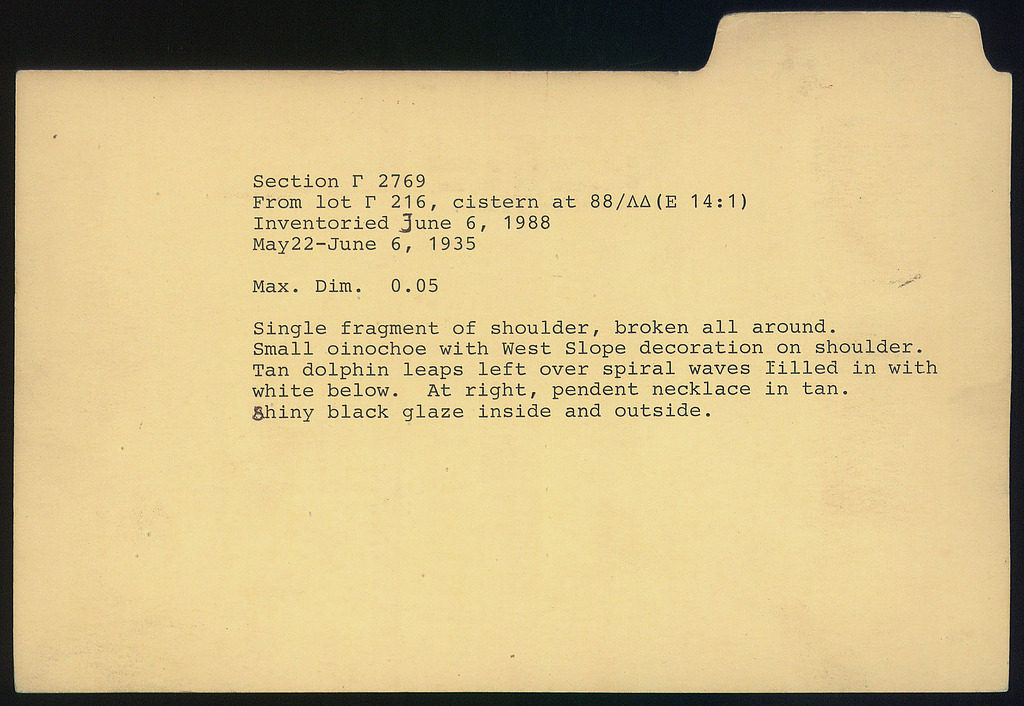 Section Γ 2769
From lot Γ 216, cistern at 88/ΛΔ(E 14:1)
Inventoried June 6, 1988
May22-June 6, 1935
Max. Dim.  0.05
Single fragment of shoulder, broken all around.
Small oinochoe with West Slope decoration on shoulder.
Tan dolphin leaps left over spiral waves filled in with
white below.  At right, pendent necklace in tan.
Shiny black glaze inside and outside.